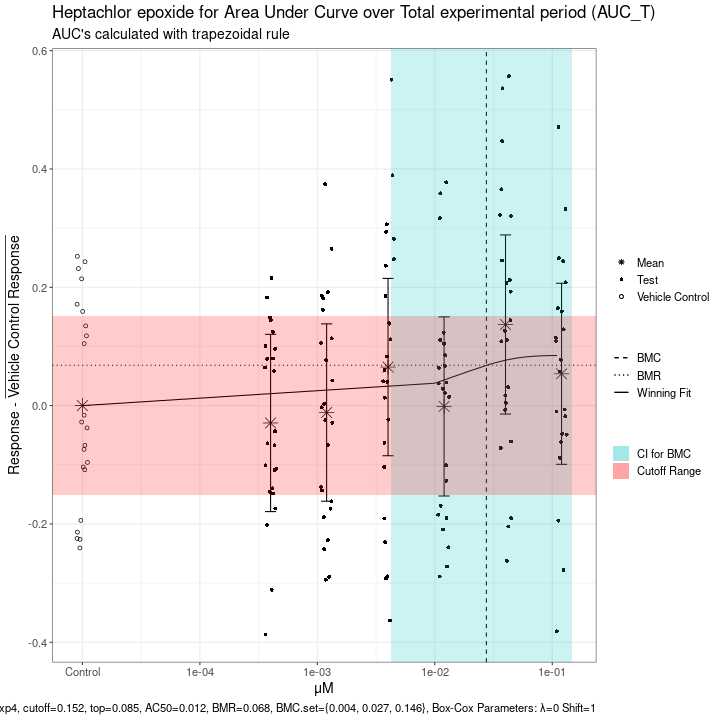 Heptachlor epoxide for Area Under Curve over Total experimental period (AUC_T)
AUC's calculated with trapezoidal rule
Response - Vehicle Control Response
0.6
0.4
0.2
0.0
-0.2
-0.4
Control
1e-04
1e-03
1e-02
1e-01
μM
Mean
Test
Vehicle Control
BMC
BMR
Winning Fit
CI for BMC
Cutoff Range
xp4, cutoff=0.152, top=0.085, AC50=0.012, BMR=0.068, BMC.set={0.004, 0.027, 0.146}, Box-Cox Parameters: λ=0 Shift=1